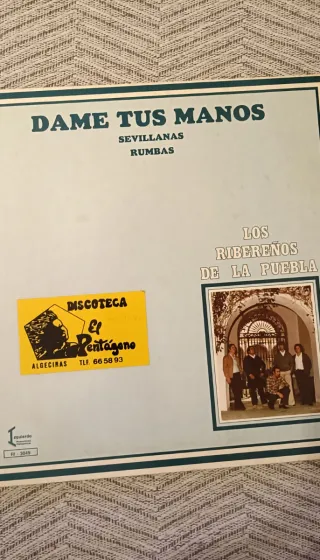 DAME TUS MANOS
SEVILLANAS
RUMBAS
LOS
RIBEREÑOS
DE LA PUEBLA
DISCOTECA
El
Pentágono
ALGECIRAS TLF 66 58 93